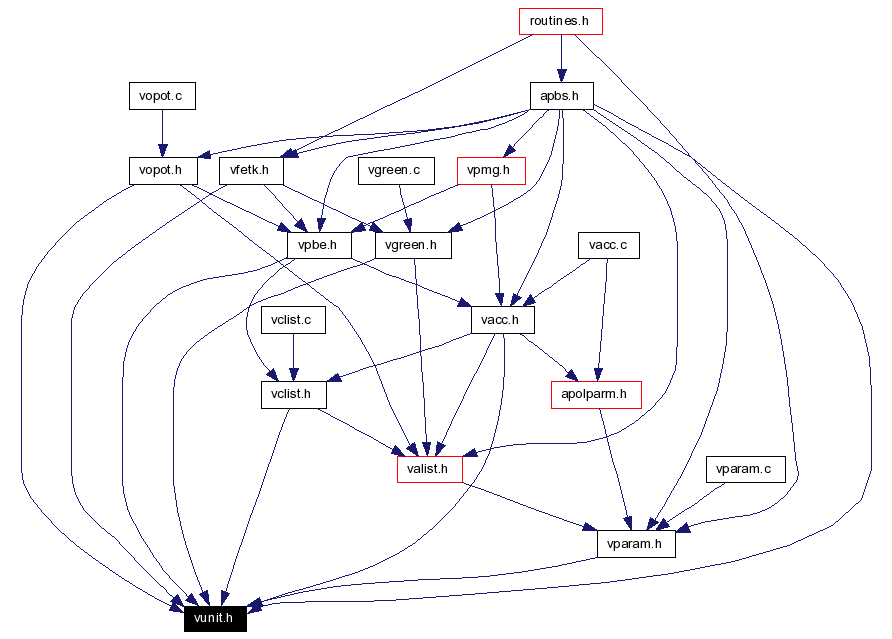 routines.h
vopot.c
apbs.h
vopot.h
vfetk.h
vgreen.c
vpmg.h
vpbe.h
vgreen.h
vacc.c
vclist.c
vacc.h
vclist.h
apolparm.h
valist.h
vparam.c
vparam.h
vunit.h